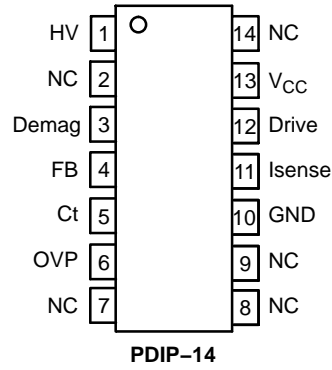 HV 1 14 NC
NC 2 13 VCC
Demag 3 12 Drive
FB 4 11 Isense
Ct 5 10 GND
OVP 6 9 NC
NC 7 8 NC
PDIP–14